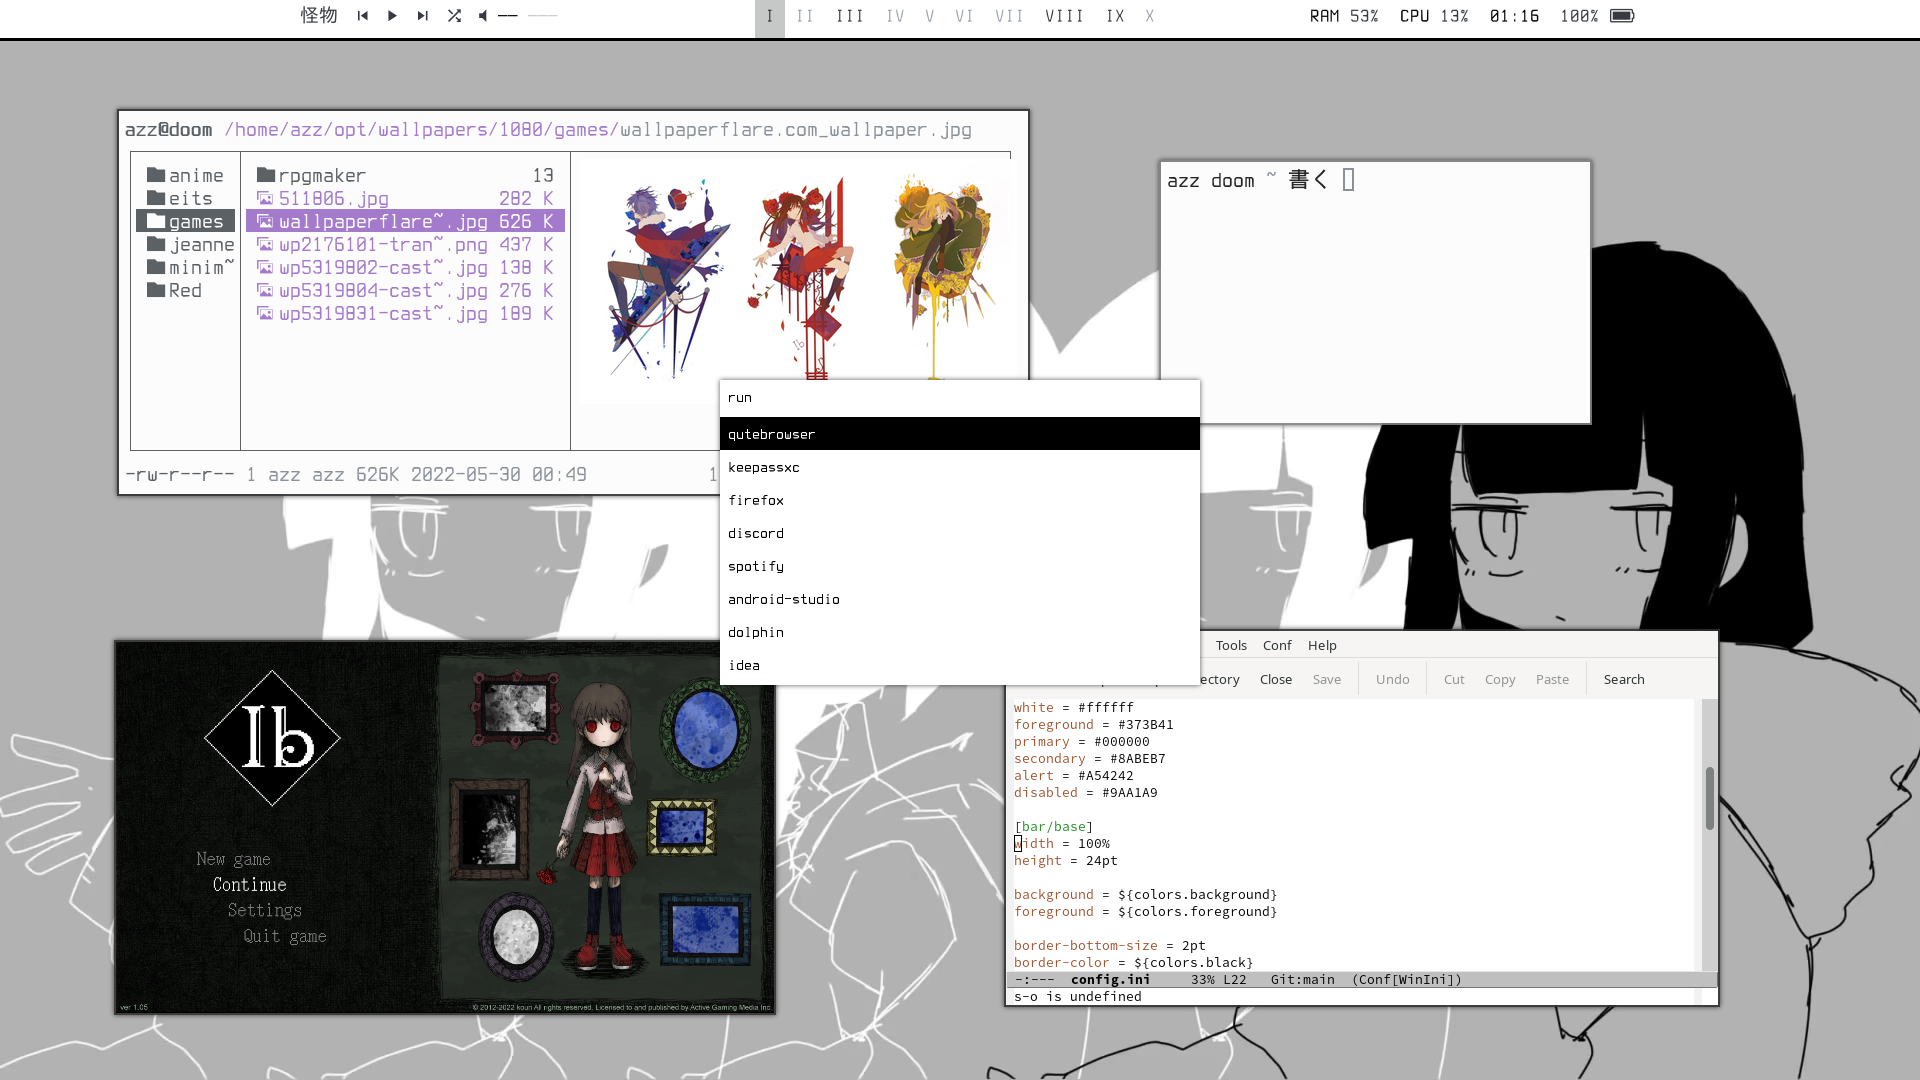 怪物
I II III IV V VI VII VIII IX X
RAM 53% CPU 13% 01:16 100%
azz@doom /home/azz/opt/wallpapers/1080/games/wallpaperflare.com_wallpaper.jpg
anime
eits
games
jeanne
minim~
Red
rpgmaker 13
511806.jpg 282 K
wallpaperflare~.jpg 626 K
wp2176101-tran~.png 437 K
wp5319802-cast~.jpg 138 K
wp5319804-cast~.jpg 276 K
wp5319831-cast~.jpg 189 K
Ib
-rw-r--r-- 1 azz azz 626K 2022-05-30 00:49 1
azz doom ~ 書く
run
qutebrowser
keepassxc
firefox
discord
spotify
android-studio
dolphin
idea
Ib
New game
Continue
Settings
Quit game
ver 1.05
© 2012-2022 kouri All rights reserved. Licensed to and published by Active Gaming Media Inc.
Tools Conf Help
ectory Close Save Undo Cut Copy Paste Search
white = #ffffff
foreground = #373B41
primary = #000000
secondary = #8ABEB7
alert = #A54242
disabled = #9AA1A9
[bar/base]
width = 100%
height = 24pt
background = ${colors.background}
foreground = ${colors.foreground}
border-bottom-size = 2pt
border-color = ${colors.black}
-:--- config.ini 33% L22 Git:main (Conf[WinIni])
s-o is undefined